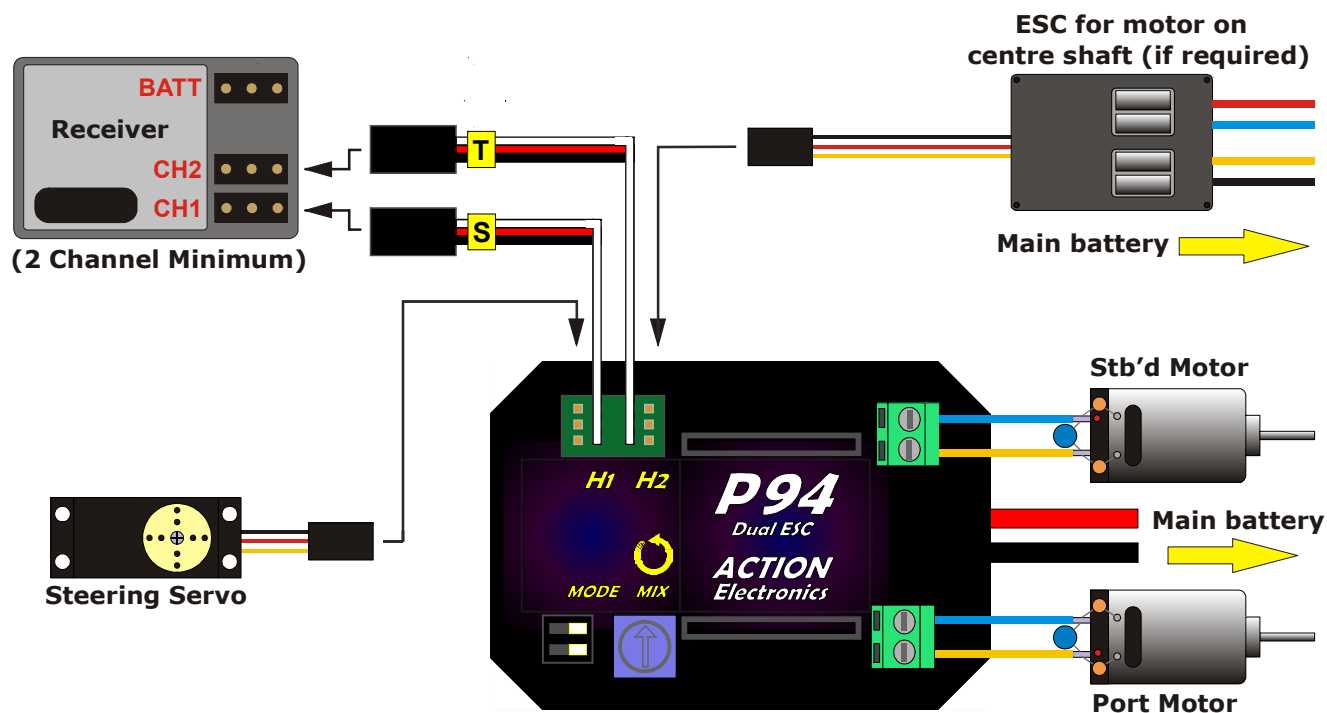 ESC for motor on
centre shaft (if required)
BATT
Receiver
CH2
CH1
(2 Channel Minimum)
T
S
Main battery
Stb'd Motor
H1 H2
P94
Dual ESC
ACTION
Electronics
MODE MIX
Main battery
Steering Servo
Port Motor